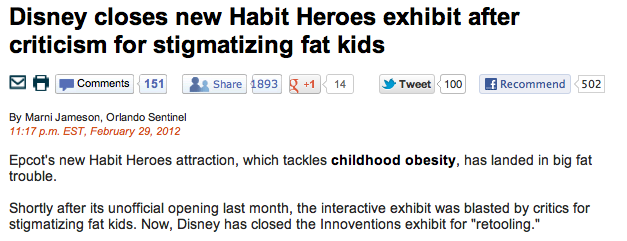 Disney closes new Habit Heroes exhibit after
criticism for stigmatizing fat kids
Comments 151 Share 1893 +1 14 Tweet 100 Recommend 502
By Marni Jameson, Orlando Sentinel
11:17 p.m. EST, February 29, 2012
Epcot's new Habit Heroes attraction, which tackles childhood obesity, has landed in big fat
trouble.
Shortly after its unofficial opening last month, the interactive exhibit was blasted by critics for
stigmatizing fat kids. Now, Disney has closed the Innoventions exhibit for "retooling."